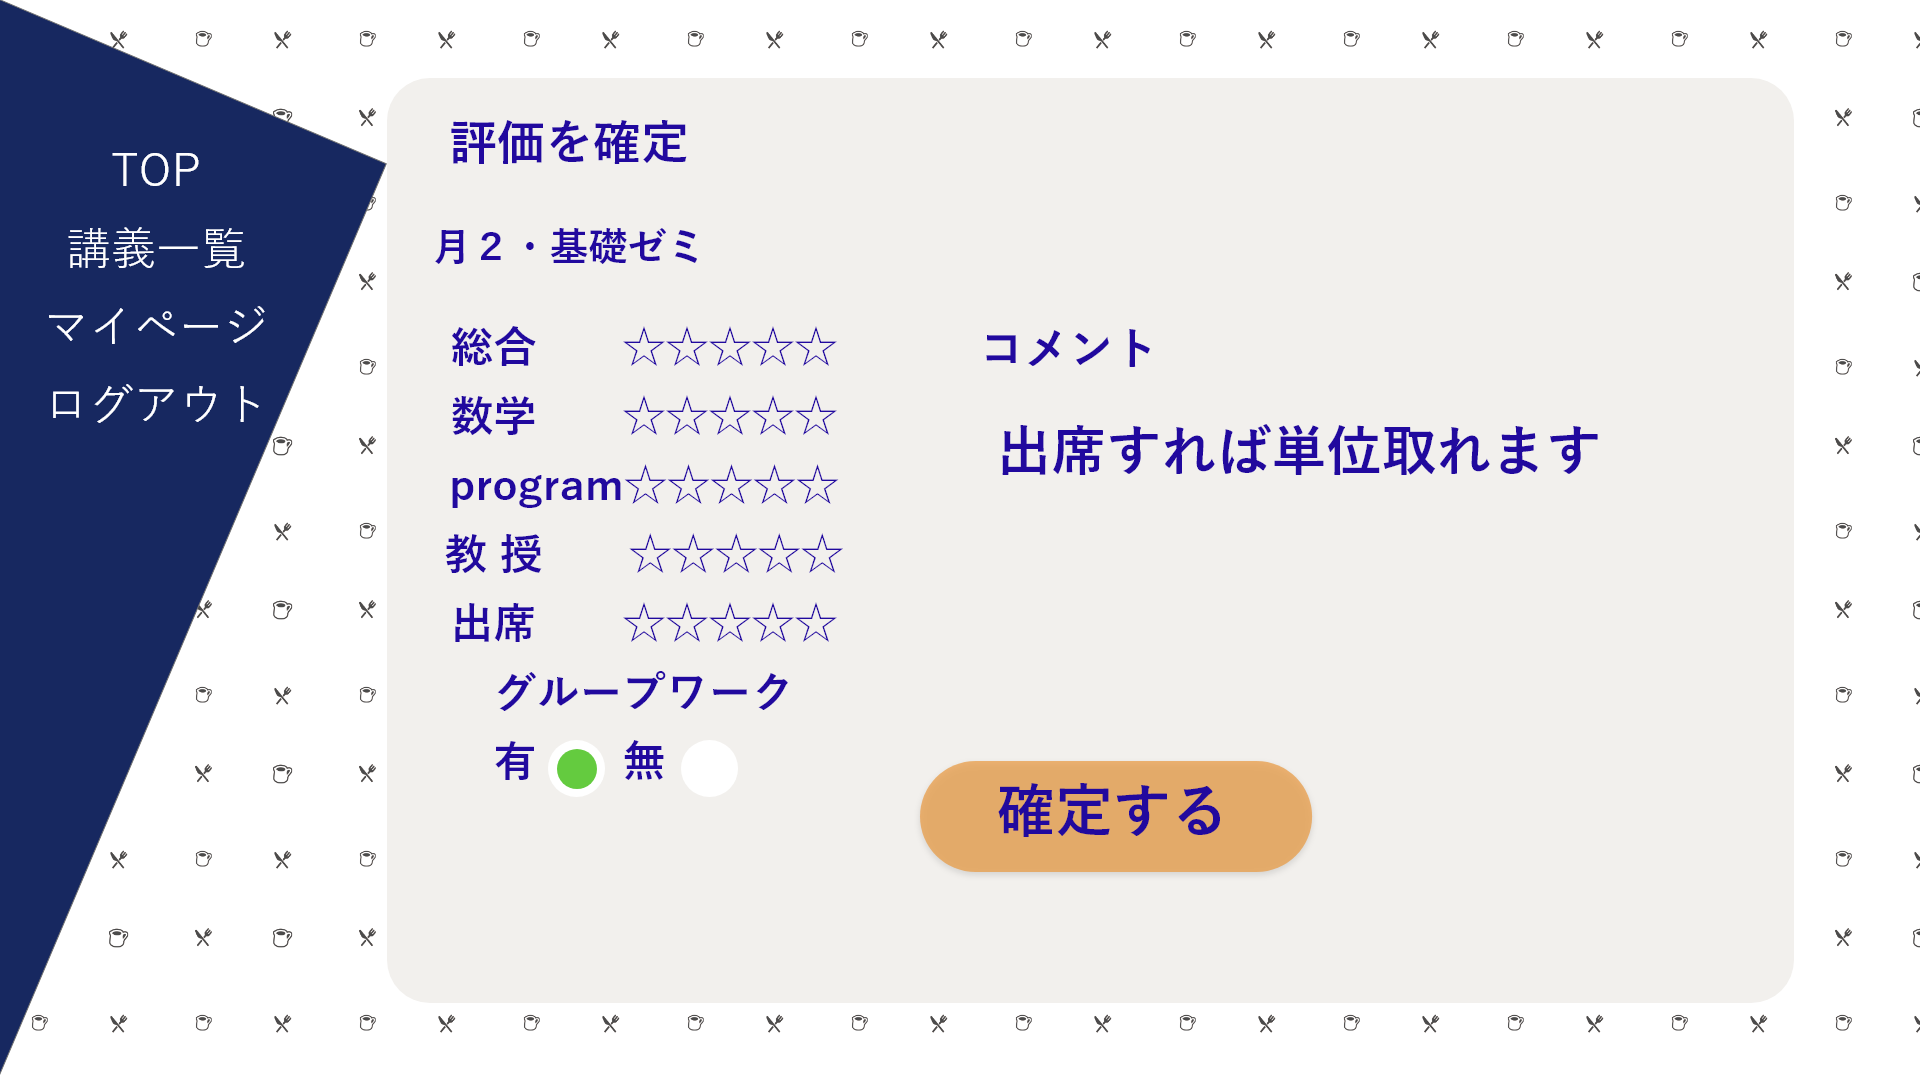 TOP
講義一覧
マイページ
ログアウト
評価を確定
月２・基礎ゼミ
総合 ☆☆☆☆☆
数学 ☆☆☆☆☆
program☆☆☆☆☆
教 授 ☆☆☆☆☆
出席 ☆☆☆☆☆
グループワーク
有 無
コメント
出席すれば単位取れます
確定する